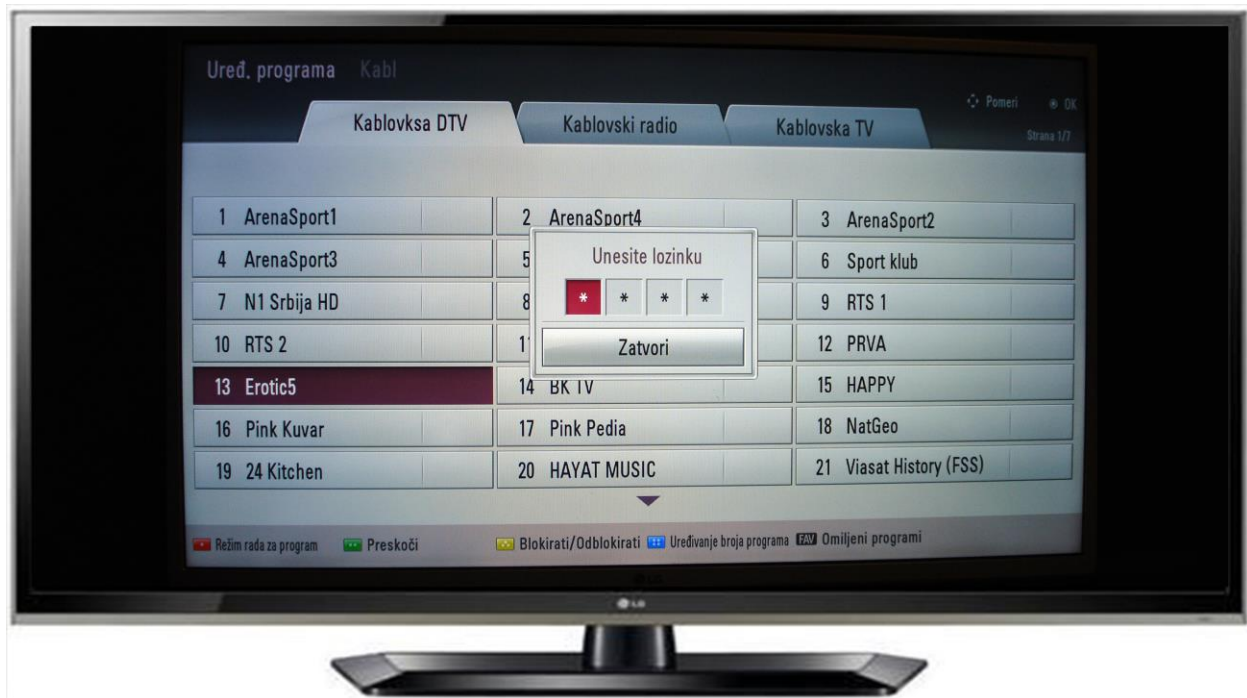 Uređ. programa Kabl
Pomeri OK
Kablovksa DTV Kablovski radio Kablovska TV
Strana 1/7
1 ArenaSport1 2 ArenaSport4 3 ArenaSport2
4 ArenaSport3 5 6 Sport klub
Unesite lozinku
* * * *
7 N1 Srbija HD 8 9 RTS 1
10 RTS 2 12 PRVA
Zatvori
13 Erotic5 14 BK TV 15 HAPPY
16 Pink Kuvar 17 Pink Pedia 18 NatGeo
19 24 Kitchen 20 HAYAT MUSIC 21 Viasat History (FSS)
Režim rada za program Preskoči Blokirati/Odblokirati Uređivanje broja programa FAV Omiljeni programi
LG